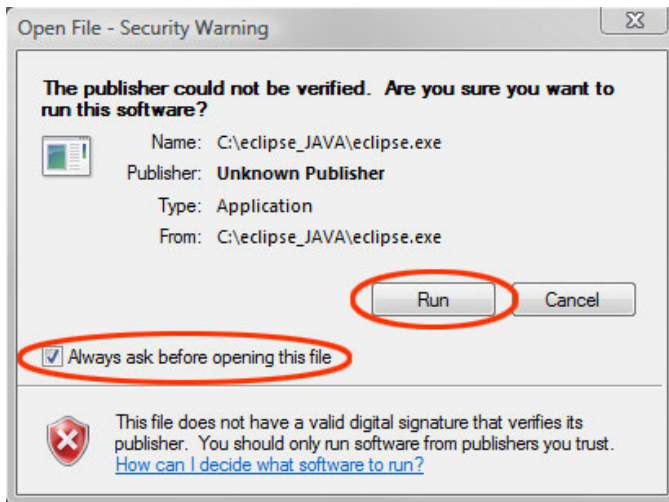 Open File - Security Warning
The publisher could not be verified.  Are you sure you want to
run this software?
Name: C:\eclipse_JAVA\eclipse.exe
Publisher: Unknown Publisher
Type: Application
From: C:\eclipse_JAVA\eclipse.exe
Run Cancel
Always ask before opening this file
This file does not have a valid digital signature that verifies its
publisher.  You should only run software from publishers you trust.
How can I decide what software to run?